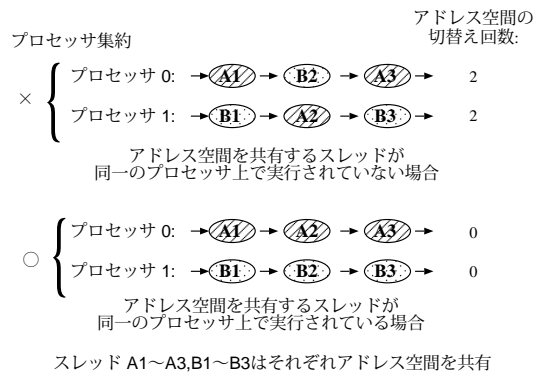 アドレス空間の
切替え回数:
プロセッサ集約
プロセッサ 0: A1 B2 A3 2
×
プロセッサ 1: B1 A2 B3 2
アドレス空間を共有するスレッドが
同一のプロセッサ上で実行されていない場合
プロセッサ 0: A1 A2 A3 0
○
プロセッサ 1: B1 B2 B3 0
アドレス空間を共有するスレッドが
同一のプロセッサ上で実行されている場合
スレッド A1〜A3,B1〜B3はそれぞれアドレス空間を共有